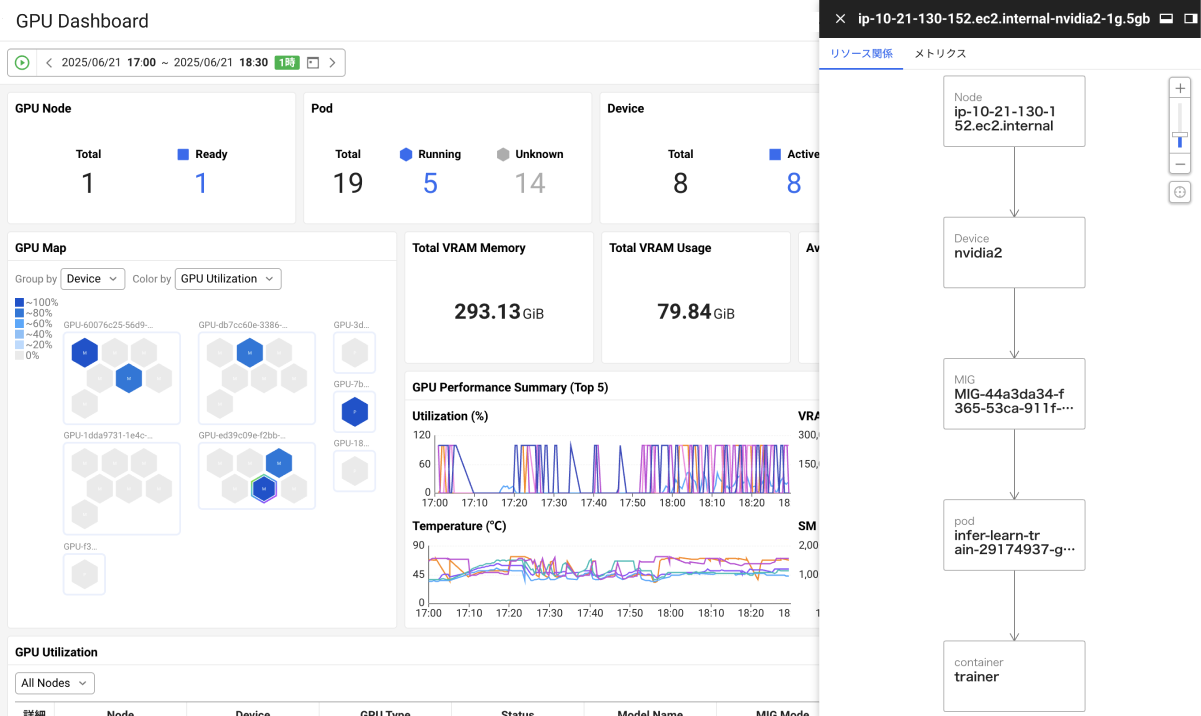 GPU Dashboard
2025/06/21 17:00 ~ 2025/06/21 18:30 1時
GPU Node
Total
1
Ready
1
Pod
Total
19
Running
5
Unknown
14
Device
Total
8
Active
8
GPU Map
Group by Device Color by GPU Utilization
~100%
~80%
~60%
~40%
~20%
0%
GPU-60076c25-56d9-...
GPU-db7cc60e-3386-...
GPU-3d...
GPU-7b...
GPU-1dda9731-1e4c-...
GPU-ed39c09e-f2bb-...
GPU-18...
GPU-f3...
Total VRAM Memory
293.13 GiB
Total VRAM Usage
79.84 GiB
Av
GPU Performance Summary (Top 5)
Utilization (%)
120
60
0
17:00 17:10 17:20 17:30 17:40 17:50 18:00 18:10 18:20 18
VRA
300,
150,
Temperature (℃)
90
45
0
17:00 17:10 17:20 17:30 17:40 17:50 18:00 18:10 18:20 18
SM
2,00
1,00
1
GPU Utilization
All Nodes
詳細 Node Device GPU Type Status Model Name MIG Mode
ip-10-21-130-152.ec2.internal-nvidia2-1g.5gb
リソース関係 メトリクス
Node
ip-10-21-130-1
52.ec2.internal
Device
nvidia2
MIG
MIG-44a3da34-f
365-53ca-911f-···
pod
infer-learn-tr
ain-29174937-g···
container
trainer